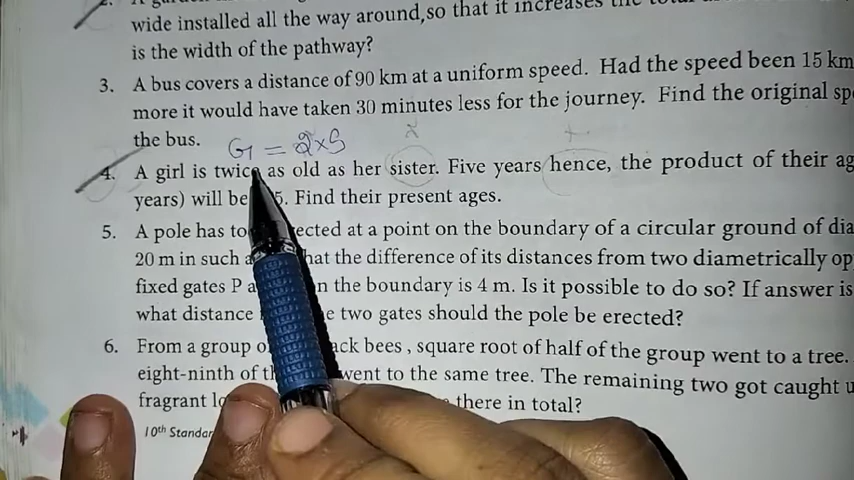 wide installed all the way around, so that it increases the total
is the width of the pathway?
3. A bus covers a distance of 90 km at a uniform speed. Had the speed been 15 km
more it would have taken 30 minutes less for the journey. Find the original
the bus.
G = 2×S
4. A girl is twice as old as her sister. Five years hence, the product of their
years) will be 5. Find their present ages.
5. A pole has to erected at a point on the boundary of a circular ground of
20 m in such a that the difference of its distances from two diametrically
fixed gates P on the boundary is 4 m. Is it possible to do so? If answer is
what distance two gates should the pole be erected?
6. From a group black bees , square root of half of the group went to a tree.
eight-ninth of went to the same tree. The remaining two got caught
fragrant there in total?
10th Standar